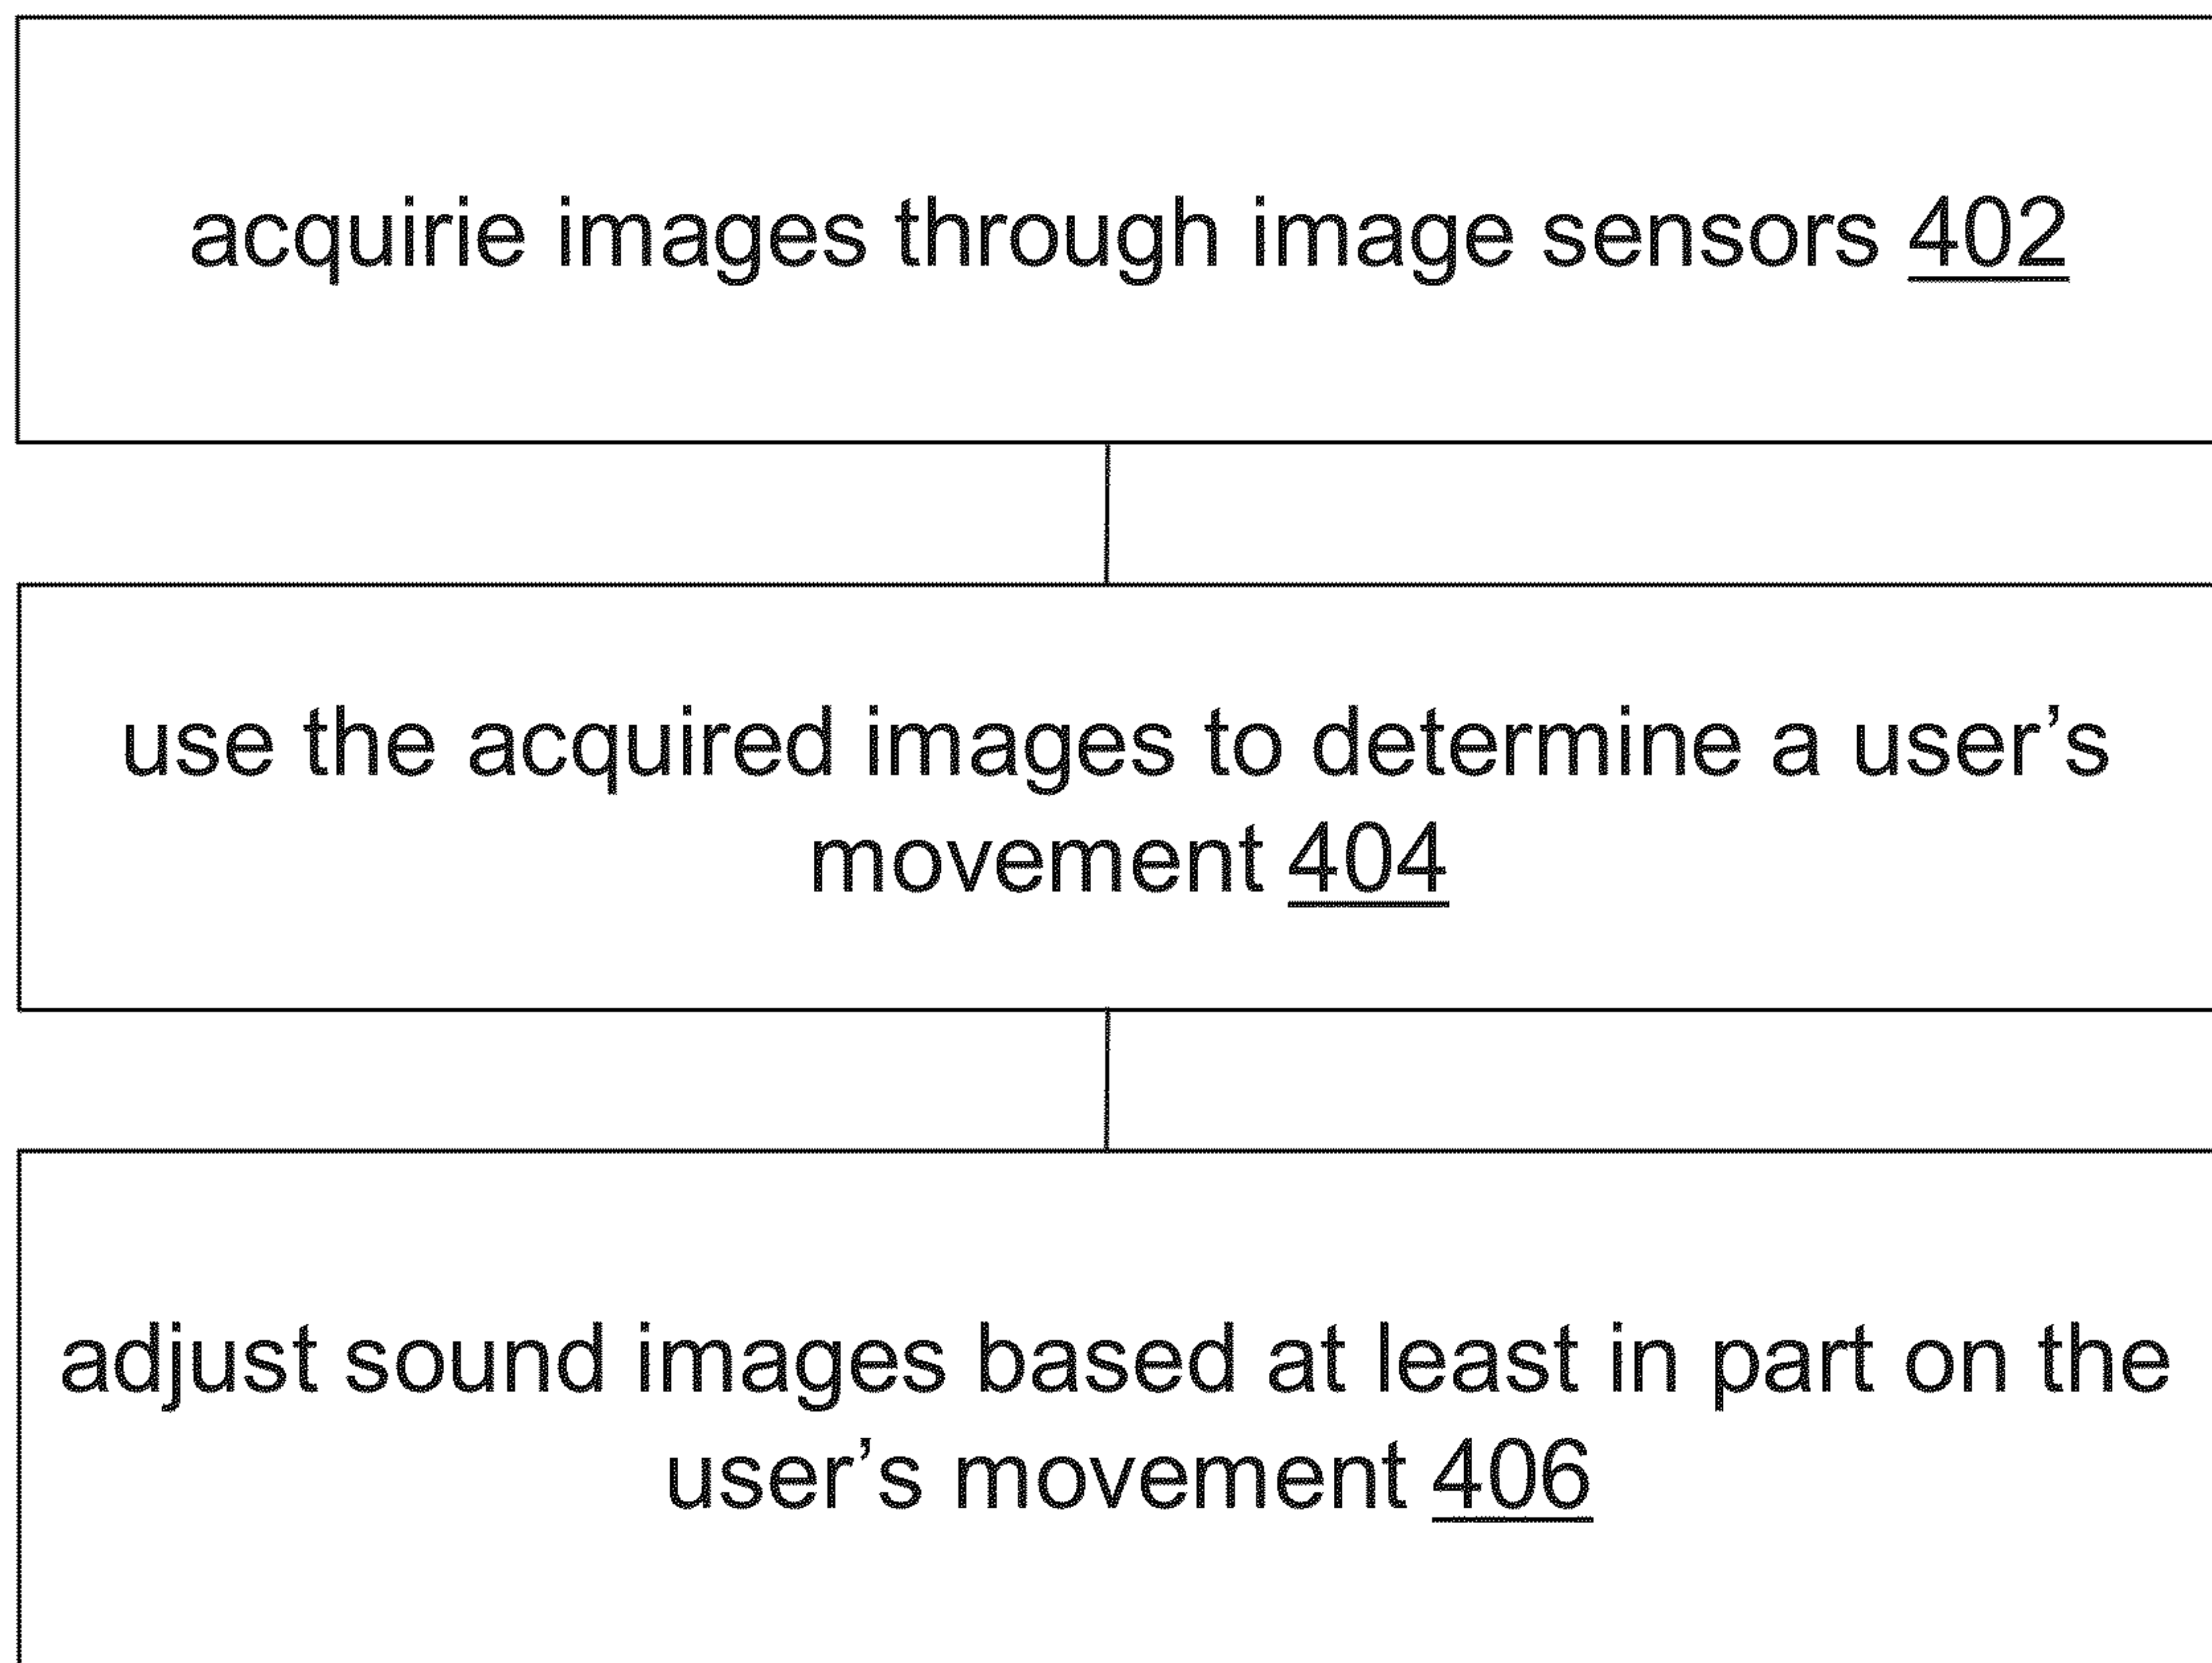 acquirie images through image sensors 402
use the acquired images to determine a user’s
movement 404
adjust sound images based at least in part on the
user’s movement 406